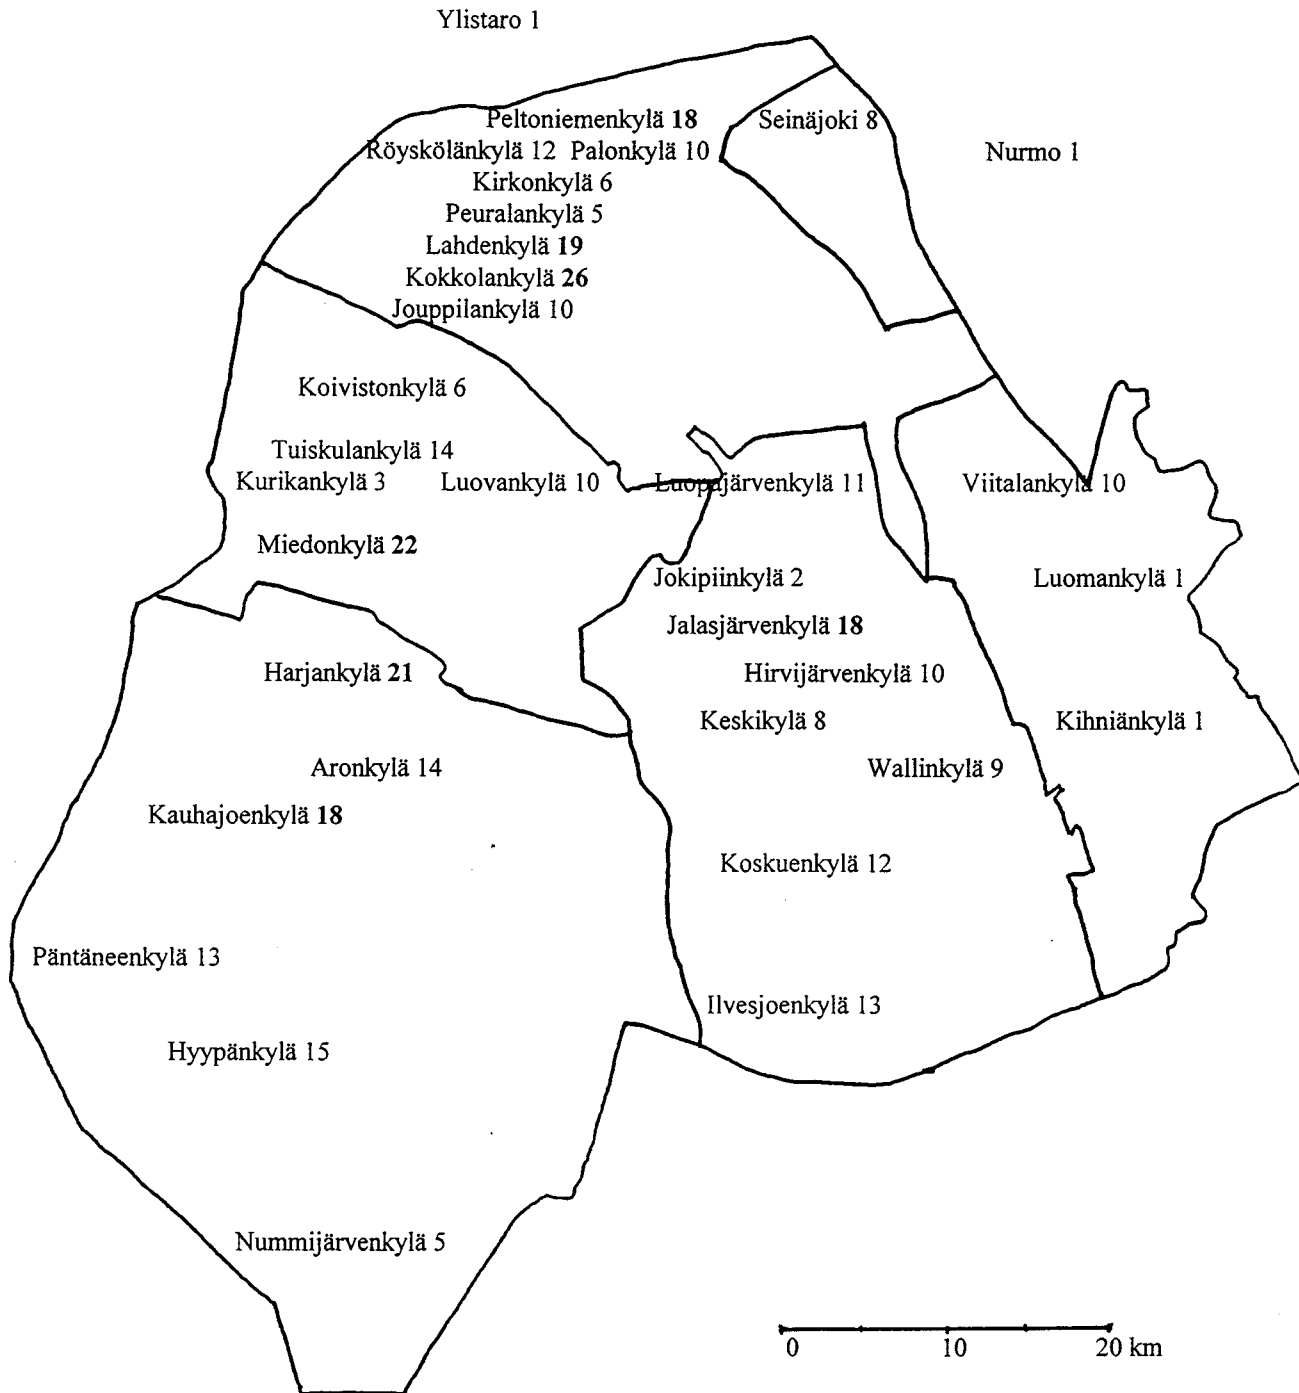 Ylistaro 1
Peltoniemenkylä 18
Seinäjoki 8
Röyskölänkylä 12 Palonkylä 10
Nurmo 1
Kirkonkylä 6
Peuralankylä 5
Lahdenkylä 19
Kokkolankylä 26
Jouppilankylä 10
Koivistonkylä 6
Tuiskulankylä 14
Kurikankylä 3
Luovankylä 10
Luopajärvenkylä 11
Viitalankylä 10
Miedonkylä 22
Jokipiinkylä 2
Luomankylä 1
Jalasjärvenkylä 18
Harjankylä 21
Hirvijärvenkylä 10
Keskikylä 8
Kihniänkylä 1
Aronkylä 14
Wallinkylä 9
Kauhajoenkylä 18
Koskuenkylä 12
Päntäneenkylä 13
Ilvesjoenkylä 13
Hyypänkylä 15
Nummijärvenkylä 5
0 10 20 km